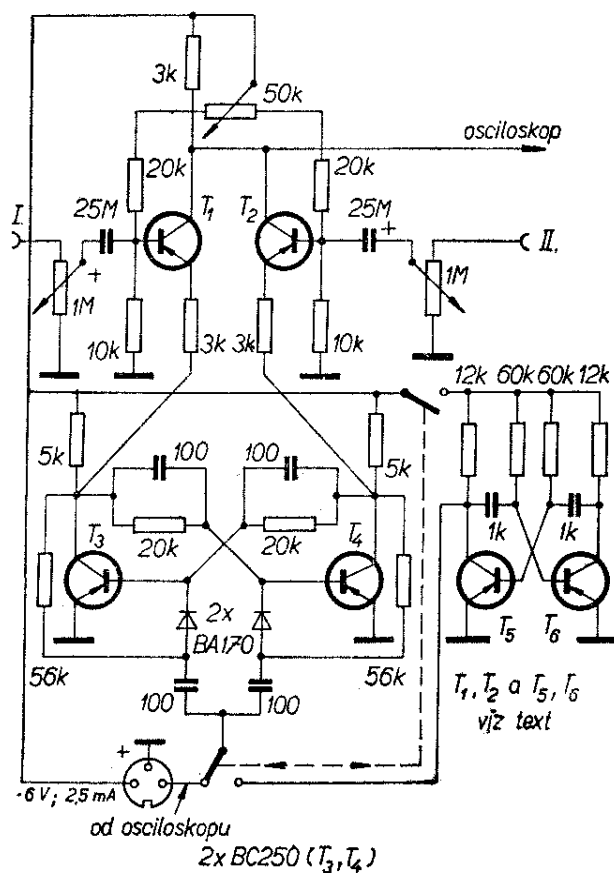 3k
50k
osciloskop
20k
20k
I.
25M
T1
T2
25M
+
II.
+
1M
1M
10k
3k
3k
10k
12k 60k 60k 12k
5k
100
100
5k
1k
1k
T3
20k
20k
T4
2x
BA170
T5
T6
56k
56k
100
100
T1, T2 a T5, T6
viz text
+
-6 V; 2,5 mA
od osciloskopu
2x BC250 (T3, T4)